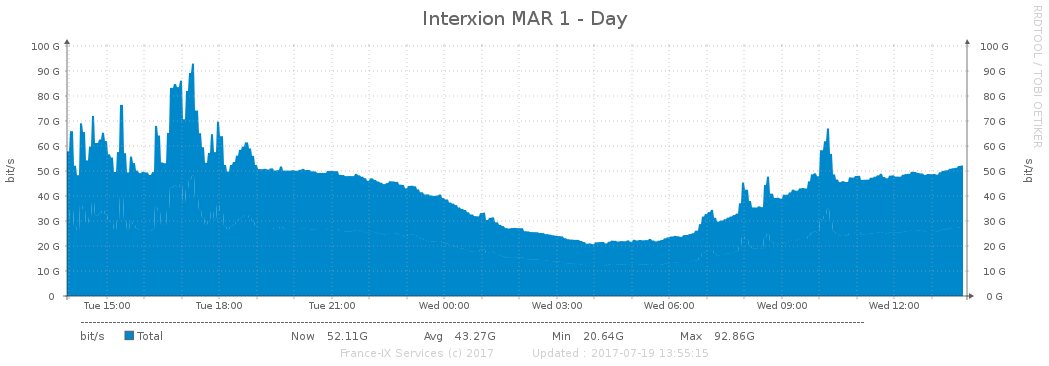 Interxion MAR 1 - Day
RRDTOOL / TOBI OETIKER
bit/s
100 G 100 G
90 G 90 G
80 G 80 G
70 G 70 G
60 G 60 G
50 G 50 G
40 G 40 G
30 G 30 G
20 G 20 G
10 G 10 G
0 0 G
bit/s
Tue 15:00 Tue 18:00 Tue 21:00 Wed 00:00 Wed 03:00 Wed 06:00 Wed 09:00 Wed 12:00
bit/s Total Now 52.11G Avg 43.27G Min 20.64G Max 92.86G
France-IX Services (c) 2017 Updated : 2017-07-19 13:55:15